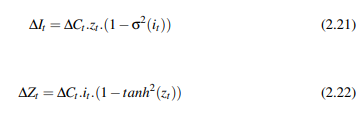 ΔI_t = ΔC_t.z_t.(1 − σ²(i_t)) (2.21)
ΔZ_t = ΔC_t.i_t.(1 − tanh²(z_t)) (2.22)